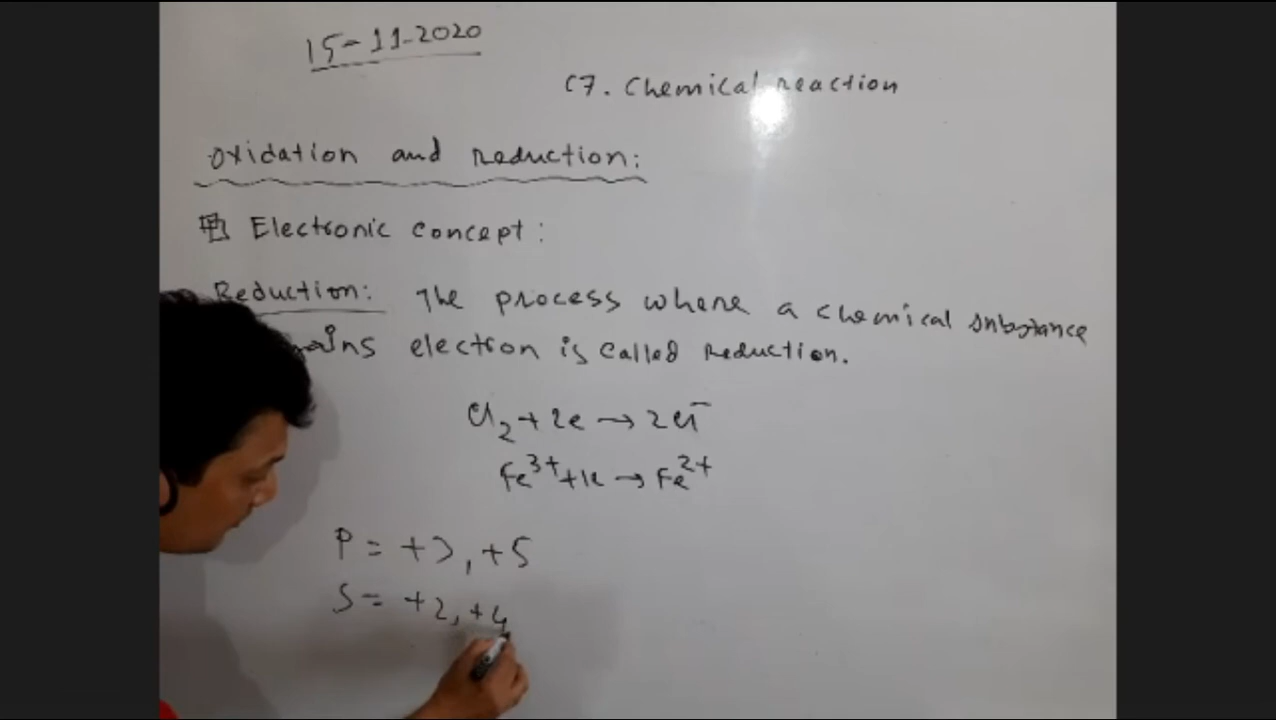 15-11-2020
C7. Chemical reaction
Oxidation and Reduction:
Electronic concept:
Reduction: The process where a chemical substance
gains electron is called Reduction.
Cl₂ + 2e → 2Cl⁻
Fe³⁺ + 1e → Fe²⁺
P = +3, +5
S = +2, +4